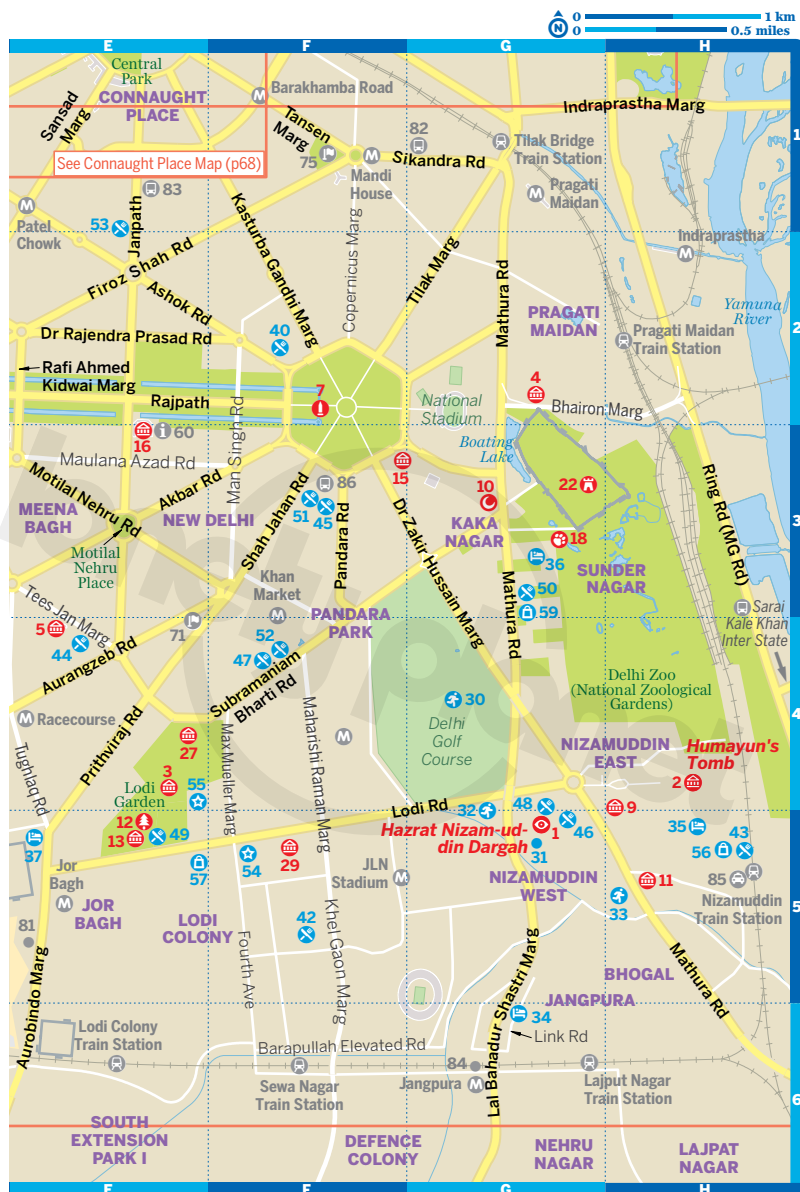 0 1 km
N
0 0.5 miles
E F G H
Central
Park
CONNAUGHT
PLACE
Barakhamba Road
Indraprastha Marg
Sansad
Marg
Tansen
Marg
82
Tilak Bridge
Train Station
1
75
Sikandra Rd
See Connaught Place Map (p68)
Mandi
House
83
Pragati
Maidan
Patel
Chowk
53
Janpath
Kasturba Gandhi Marg
Copernicus Marg
Tilak Marg
Indraprastha
Firoz Shah Rd
Ashok Rd
Mathura Rd
PRAGATI
MAIDAN
Yamuna
River
40
2
Dr Rajendra Prasad Rd
Pragati Maidan
Train Station
Rafi Ahmed
Kidwai Marg
7
4
Rajpath
National
Stadium
Bhairon Marg
Man Singh Rd
16
60
Boating
Lake
Maulana Azad Rd
15
Motilal Nehru Rd
Akbar Rd
86
10
22
Ring Rd (MG Rd)
MEENA
BAGH
NEW DELHI
Shah Jahan Rd
51
45
Pandara Rd
Dr Zakir Hussain Marg
KAKA
NAGAR
3
18
Motilal
Nehru
Place
36
SUNDER
NAGAR
Khan
Market
Mathura Rd
50
59
Tees Jan Marg
PANDARA
PARK
Sarai
Kale Khan
Inter State
5
71
44
52
47
Aurangzeb Rd
Subramaniam
Bharti Rd
Delhi Zoo
(National Zoological
Gardens)
30
4
Racecourse
Prithviraj Rd
Max Mueller Marg
Maharishi Raman Marg
Delhi
Golf
Course
27
NIZAMUDDIN
EAST
Humayun's
Tomb
Tughlaq Rd
3
Lodi
Garden
55
2
Lodi Rd
32
48
9
12
13
49
Hazrat Nizam-ud-
din Dargah
1
46
35
43
37
31
56
Jor
Bagh
57
54
29
JLN
Stadium
NIZAMUDDIN
WEST
11
85
JOR
BAGH
33
Nizamuddin
Train Station
5
81
LODI
COLONY
42
Khel Gaon Marg
Fourth Ave
Aurobindo Marg
Lal Bahadur Shastri Marg
BHOGAL
Mathura Rd
JANGPURA
34
Lodi Colony
Train Station
Link Rd
Barapullah Elevated Rd
84
Sewa Nagar
Train Station
Jangpura
Lajput Nagar
Train Station
6
SOUTH
EXTENSION
PARK I
DEFENCE
COLONY
NEHRU
NAGAR
LAJPAT
NAGAR